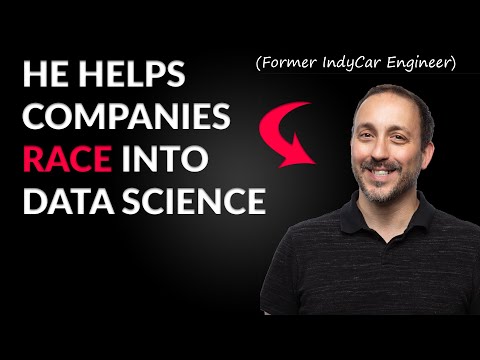 (Former IndyCar Engineer)
HE HELPS
COMPANIES
RACE INTO
DATA SCIENCE